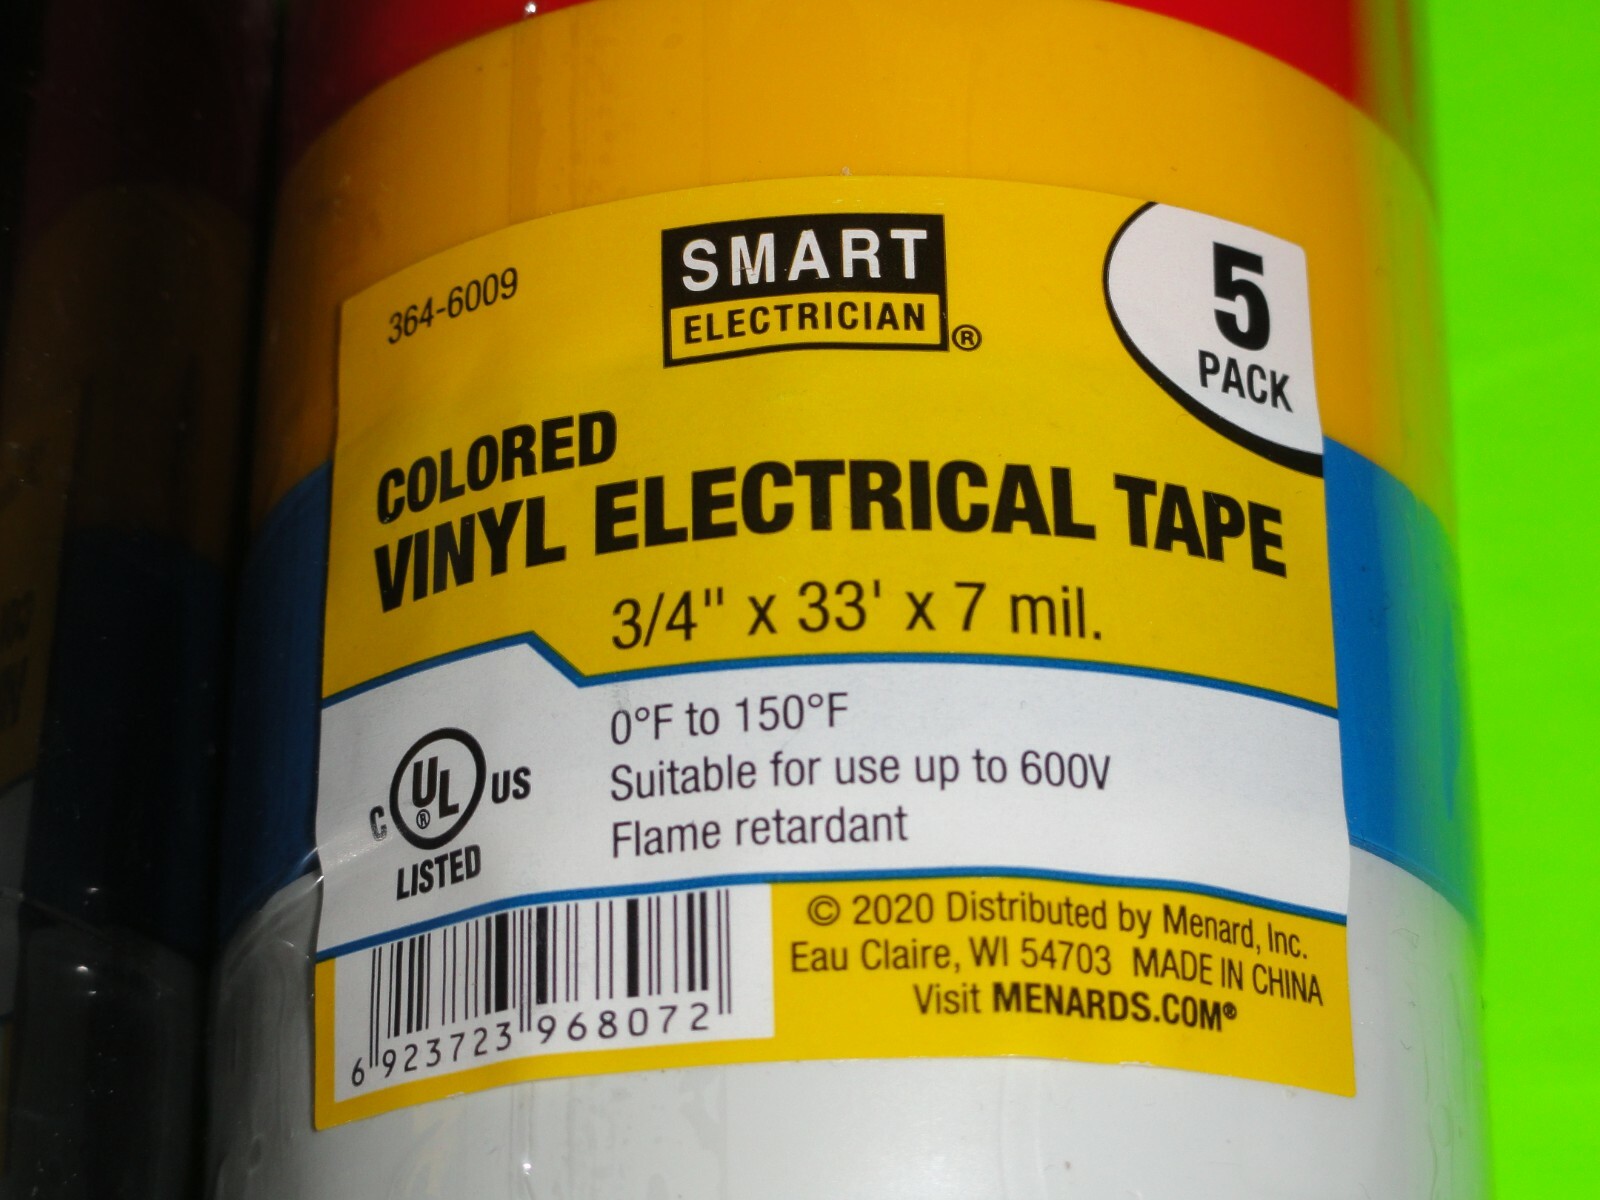 364-6009
SMART
ELECTRICIAN®
5
PACK
COLORED
VINYL ELECTRICAL TAPE
3/4" x 33' x 7 mil.
0°F to 150°F
Suitable for use up to 600V
Flame retardant
C UL® US
LISTED
6 923723 968072
© 2020 Distributed by Menard, Inc.
Eau Claire, WI 54703 MADE IN CHINA
Visit MENARDS.COM®